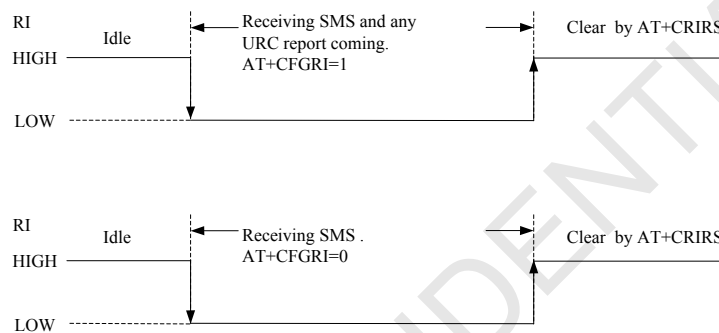 RI
Idle
Receiving SMS and any
URC report coming.
AT+CFGRI=1
Clear by AT+CRIRS
HIGH
LOW
RI
Idle
Receiving SMS .
AT+CFGRI=0
Clear by AT+CRIRS
HIGH
LOW